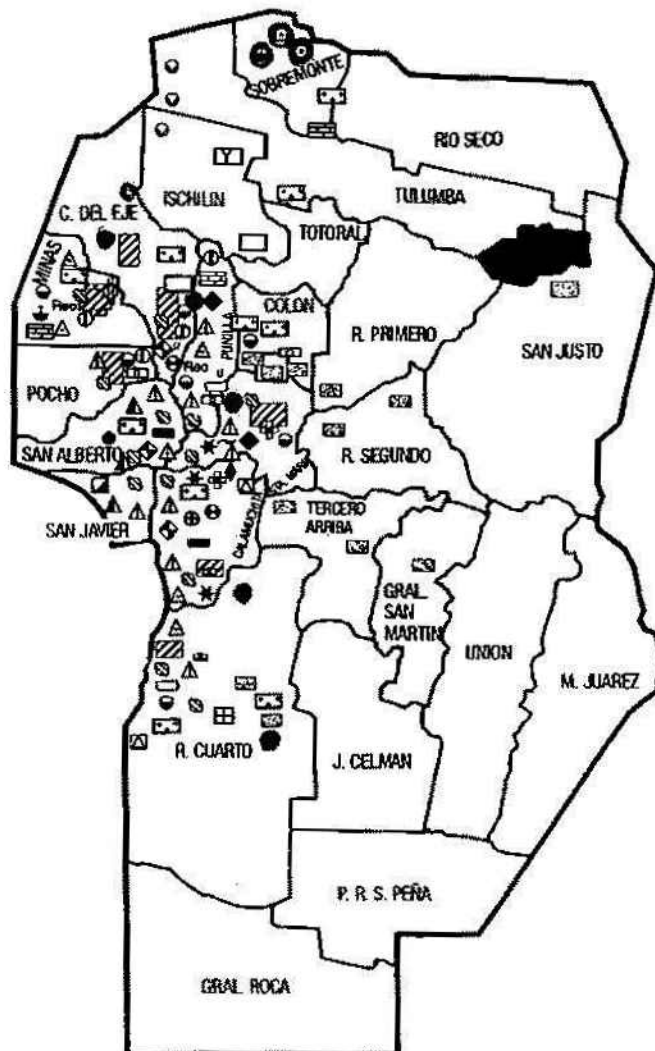 SOBREMONTE
RIO SECO
TULUMBA
ISCHILIN
C. DEL EJE
TOTORAL
MINAS
COLON
PUNILLA
R. PRIMERO
SAN JUSTO
POCHO
SAN ALBERTO
R. SEGUNDO
SAN JAVIER
CALAMUCHITA
TERCERO
ARRIBA
GRAL.
SAN
MARTIN
UNION
M. JUAREZ
R. CUARTO
J. CELMAN
P. R. S. PEÑA
GRAL. ROCA